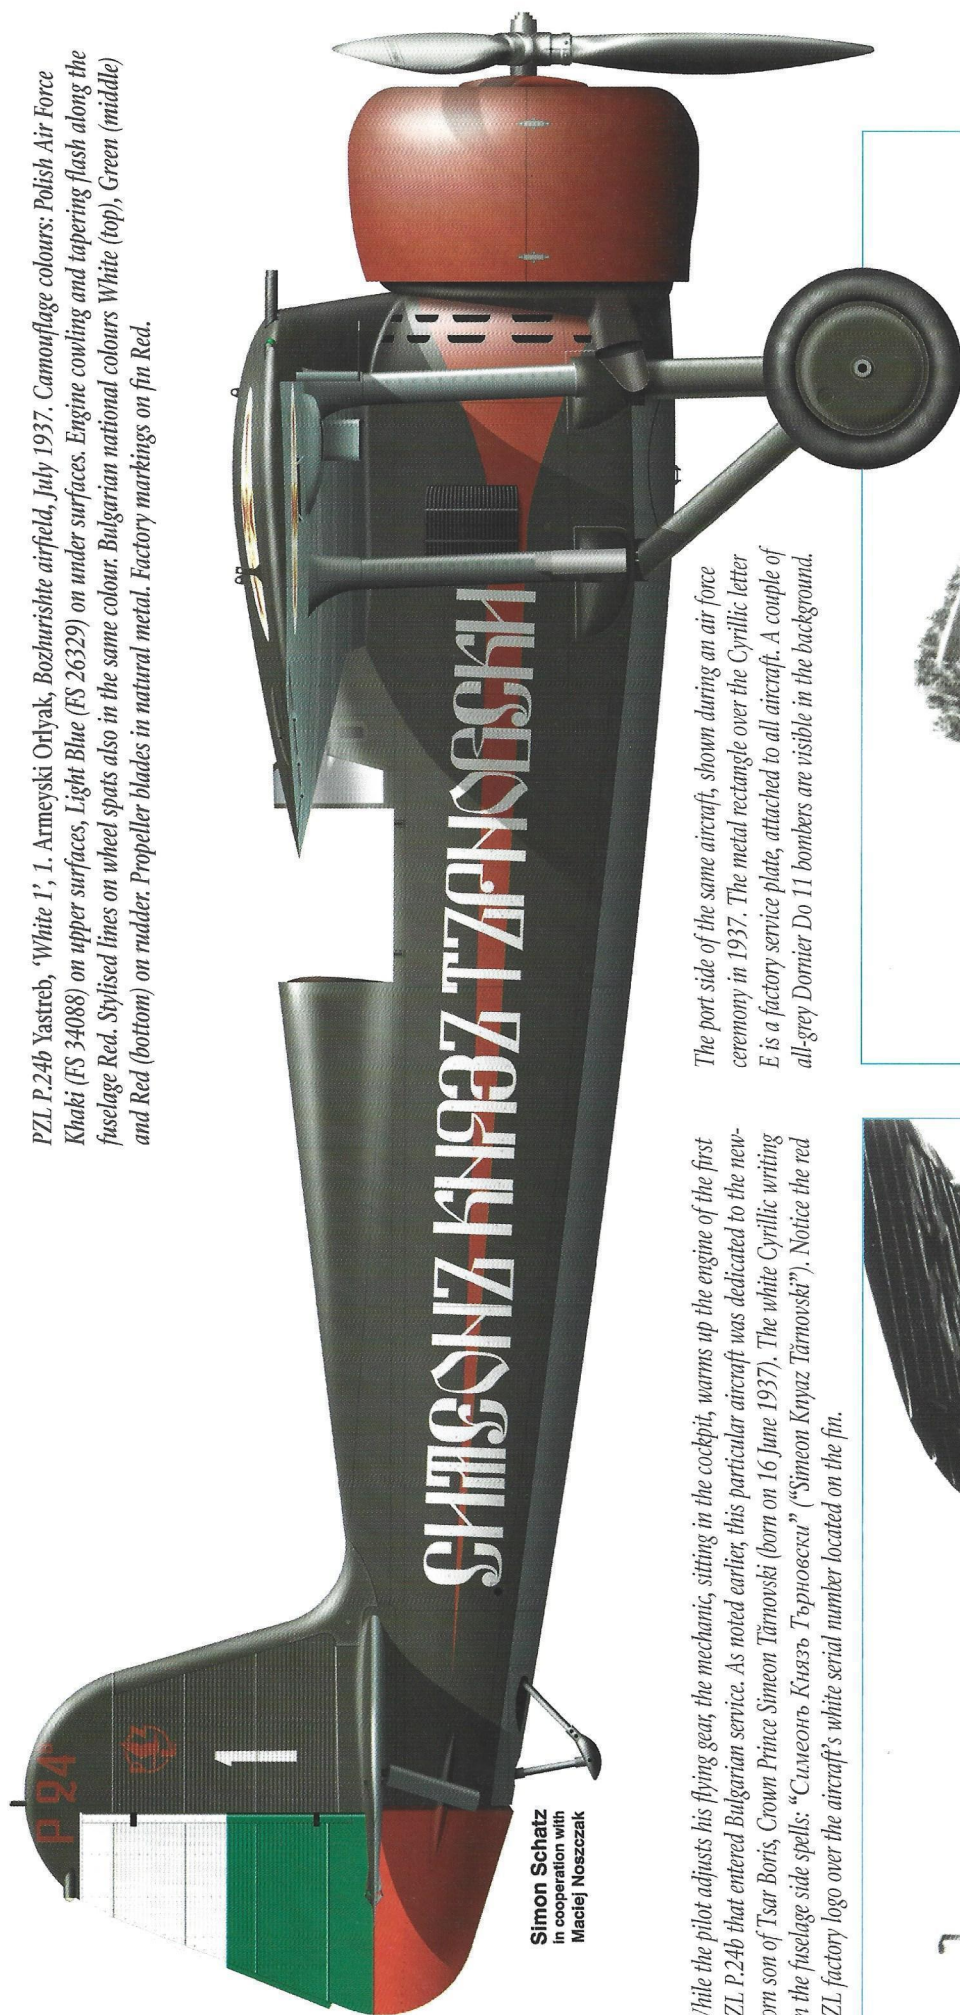 PZL P.24b Yastreb, ‘White 1’, 1. Armeyski Orlyak, Bozhurishte airfield, July 1937. Camouflage colours: Polish Air Force
Khaki (FS 34088) on upper surfaces, Light Blue (FS 26329) on under surfaces. Engine cowling and tapering flash along the
fuselage Red. Stylised lines on wheel spats also in the same colour. Bulgarian national colours White (top), Green (middle)
and Red (bottom) on rudder. Propeller blades in natural metal. Factory markings on fin Red.
P 24
1
СИМЕОНЪ КНЯЗЪ ТЪРНОВСКИ
Simon Schatz
in cooperation with
Maciej Noszczak
While the pilot adjusts his flying gear, the mechanic, sitting in the cockpit, warms up the engine of the first
PZL P.24b that entered Bulgarian service. As noted earlier, this particular aircraft was dedicated to the new-
born son of Tsar Boris, Crown Prince Simeon Tărnovski (born on 16 June 1937). The white Cyrillic writing
on the fuselage side spells: “Симеонъ Князъ Търновски” (“Simeon Knyaz Tărnovski”). Notice the red
PZL factory logo over the aircraft’s white serial number located on the fin.
The port side of the same aircraft, shown during an air force
ceremony in 1937. The metal rectangle over the Cyrillic letter
E is a factory service plate, attached to all aircraft. A couple of
all-grey Dornier Do 11 bombers are visible in the background.